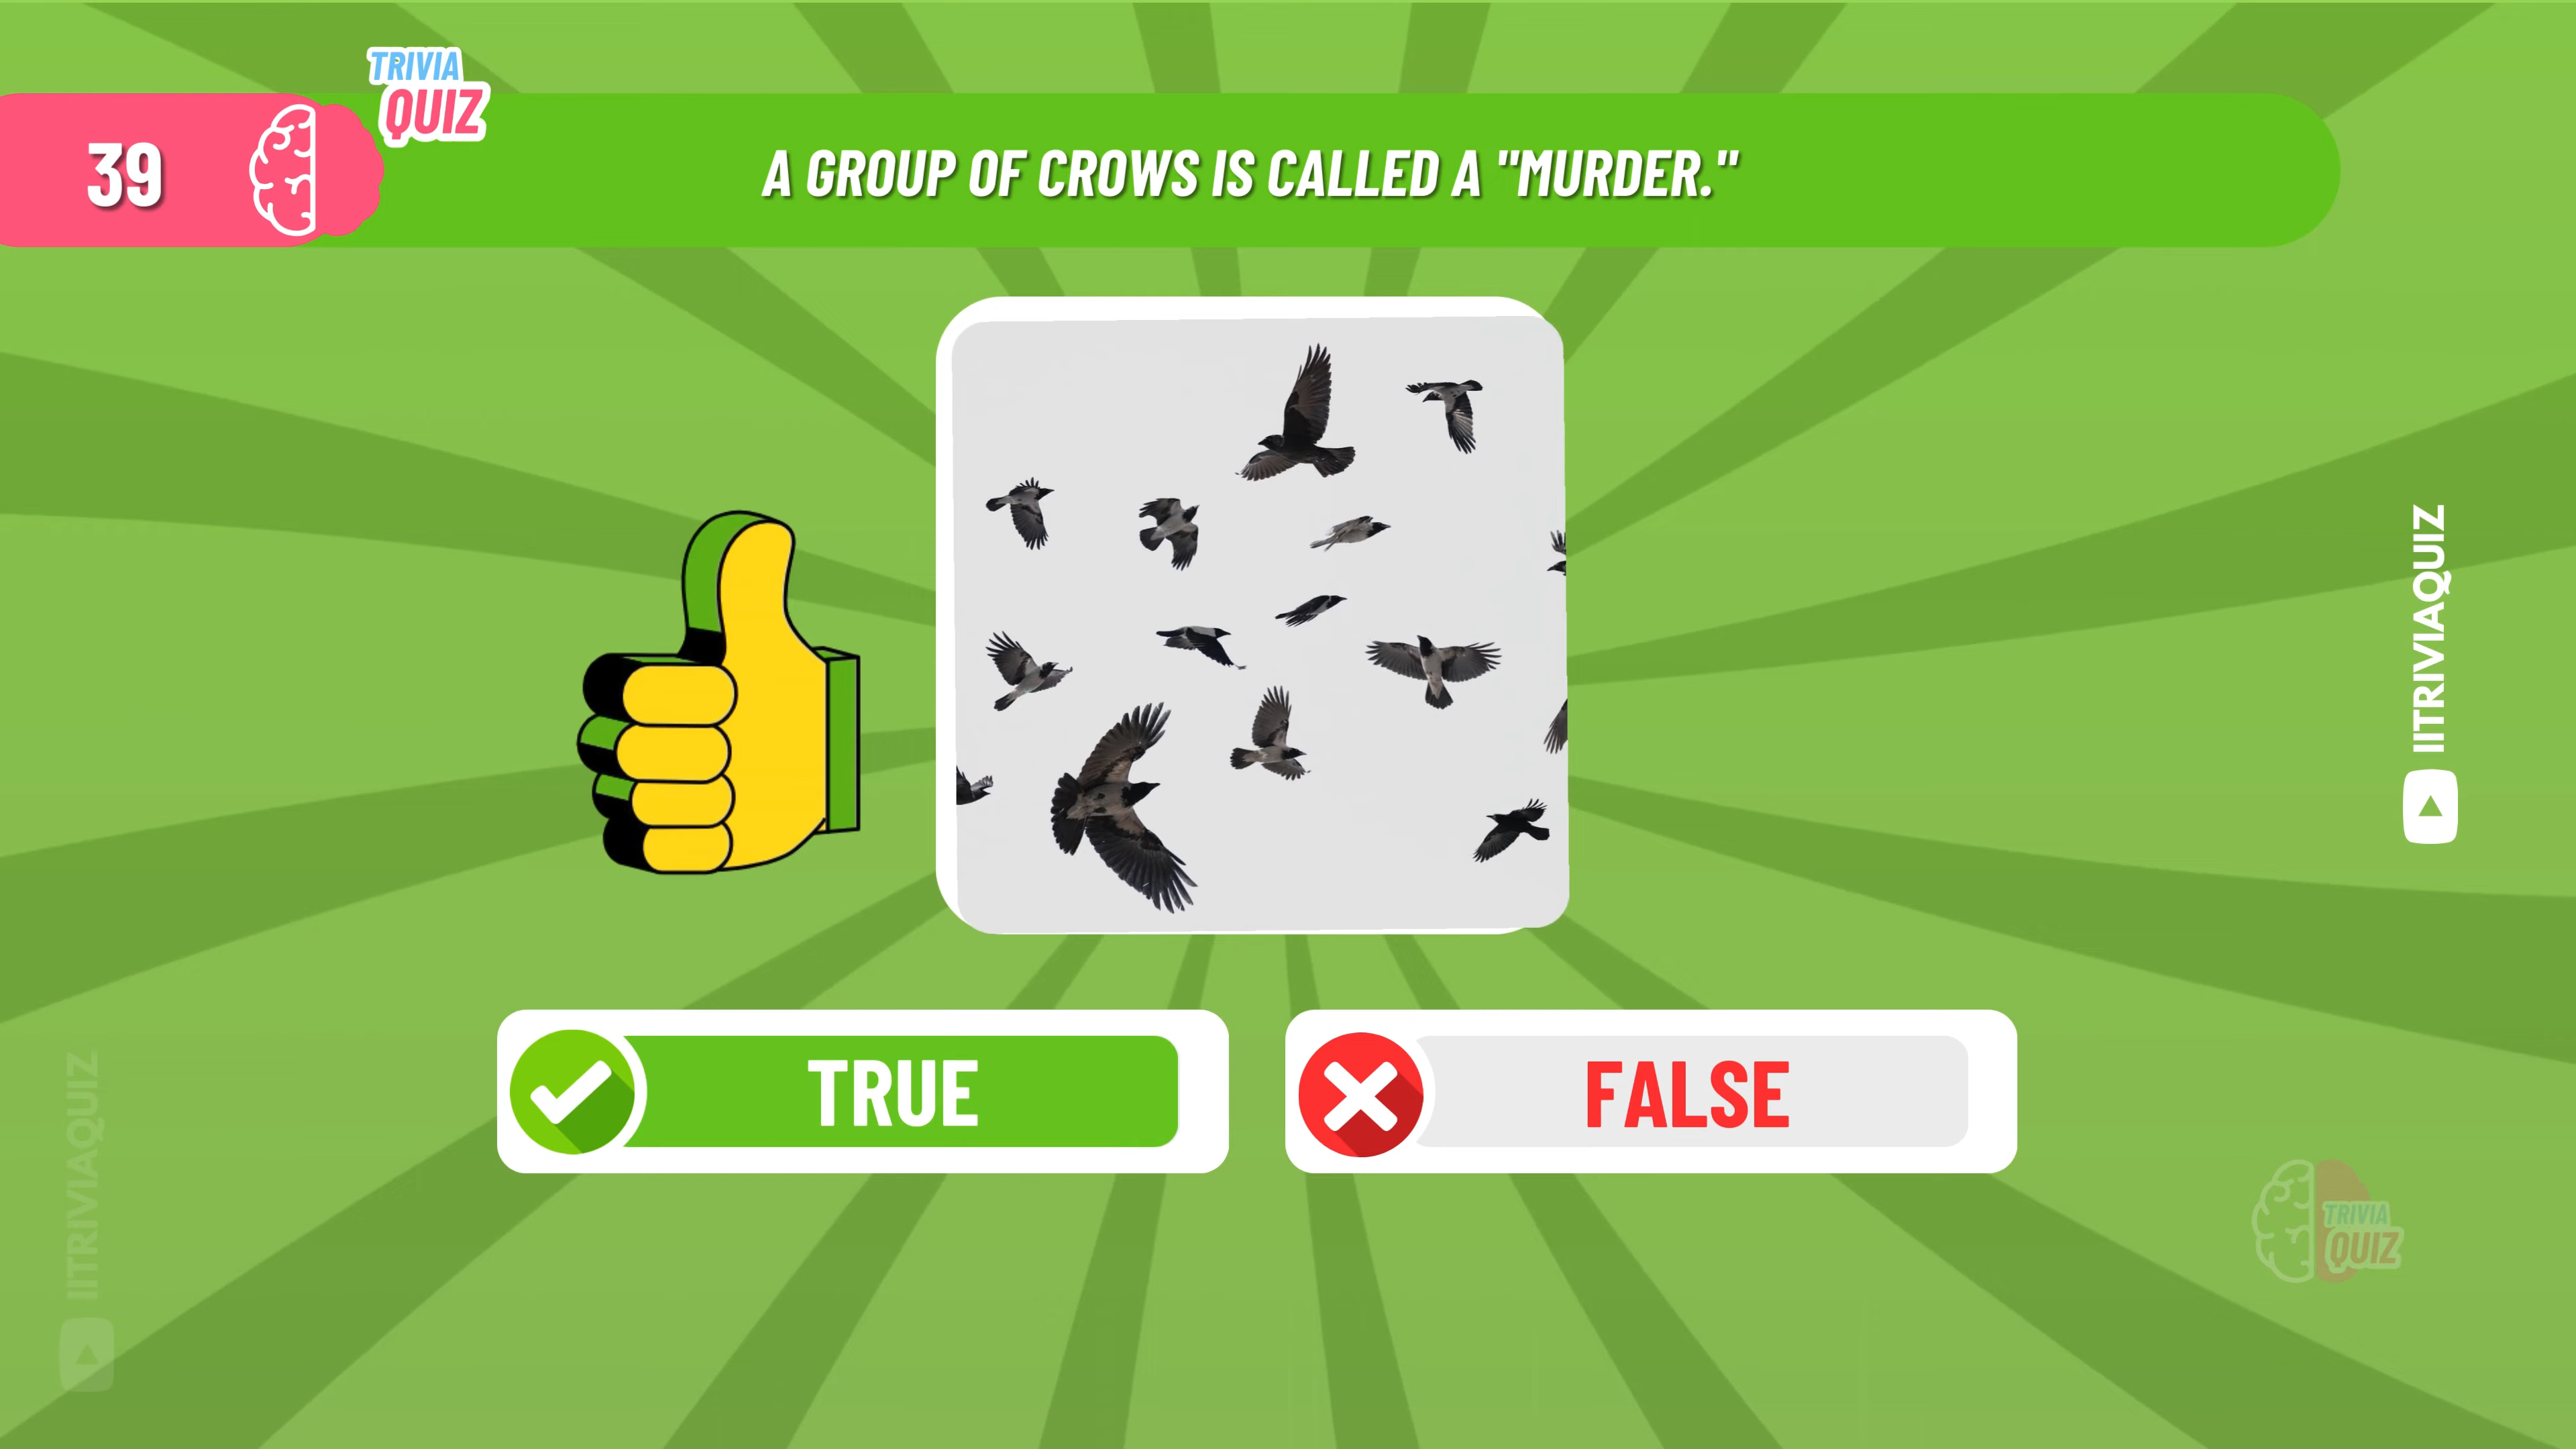 TRIVIA
QUIZ
39
A GROUP OF CROWS IS CALLED A "MURDER."
IITRIVIAQUIZ
TRUE
FALSE
IITRIVIAQUIZ
TRIVIA
QUIZ